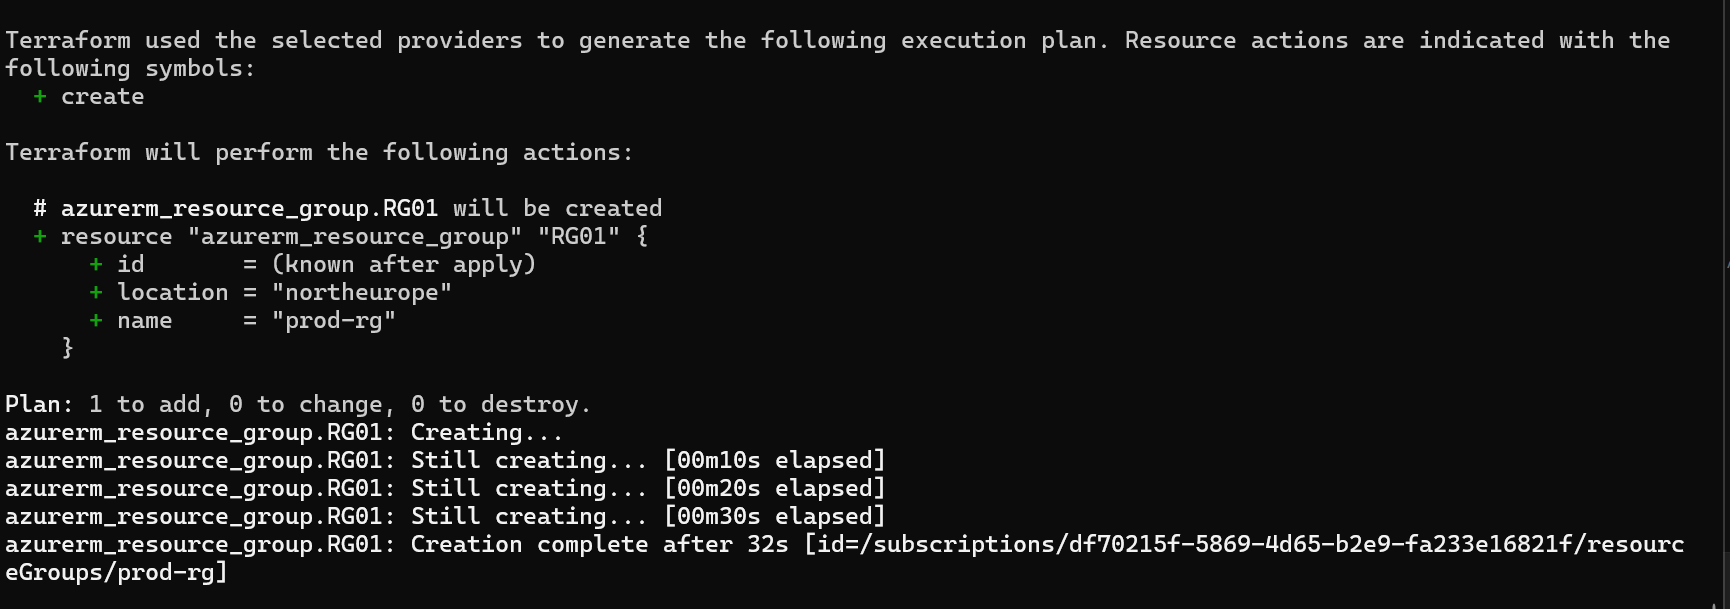 Terraform used the selected providers to generate the following execution plan. Resource actions are indicated with the
following symbols:
  + create

Terraform will perform the following actions:

  # azurerm_resource_group.RG01 will be created
  + resource "azurerm_resource_group" "RG01" {
      + id       = (known after apply)
      + location = "northeurope"
      + name     = "prod-rg"
    }

Plan: 1 to add, 0 to change, 0 to destroy.
azurerm_resource_group.RG01: Creating...
azurerm_resource_group.RG01: Still creating... [00m10s elapsed]
azurerm_resource_group.RG01: Still creating... [00m20s elapsed]
azurerm_resource_group.RG01: Still creating... [00m30s elapsed]
azurerm_resource_group.RG01: Creation complete after 32s [id=/subscriptions/df70215f-5869-4d65-b2e9-fa233e16821f/resourc
eGroups/prod-rg]